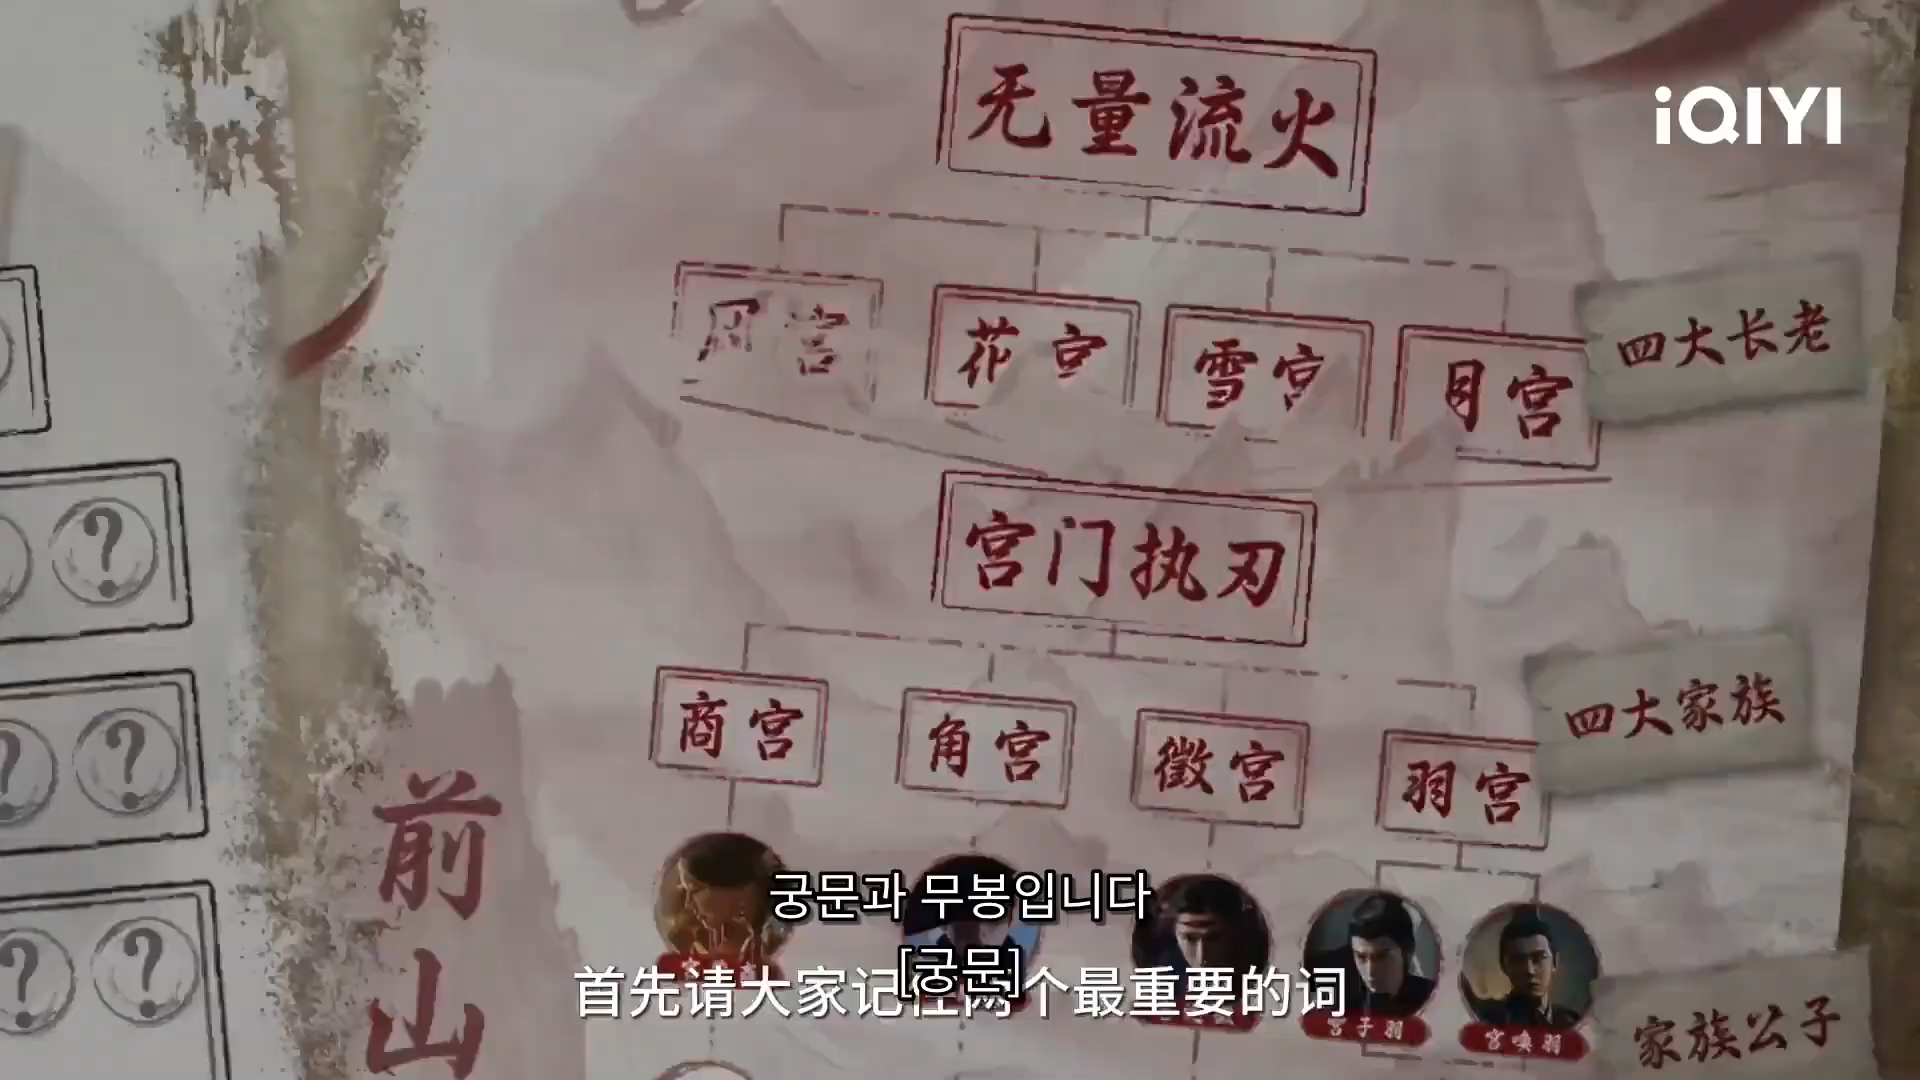 无量流火
iQIYI
风宫
花宫
雪宫
月宫
四大长老
宫门执刃
商宫
角宫
徵宫
羽宫
四大家族
?
?
?
?
?
前山
궁문과 무봉입니다
[궁문]
首先请大家记住两个最重要的词
宫子羽
宫唤羽
家族公子